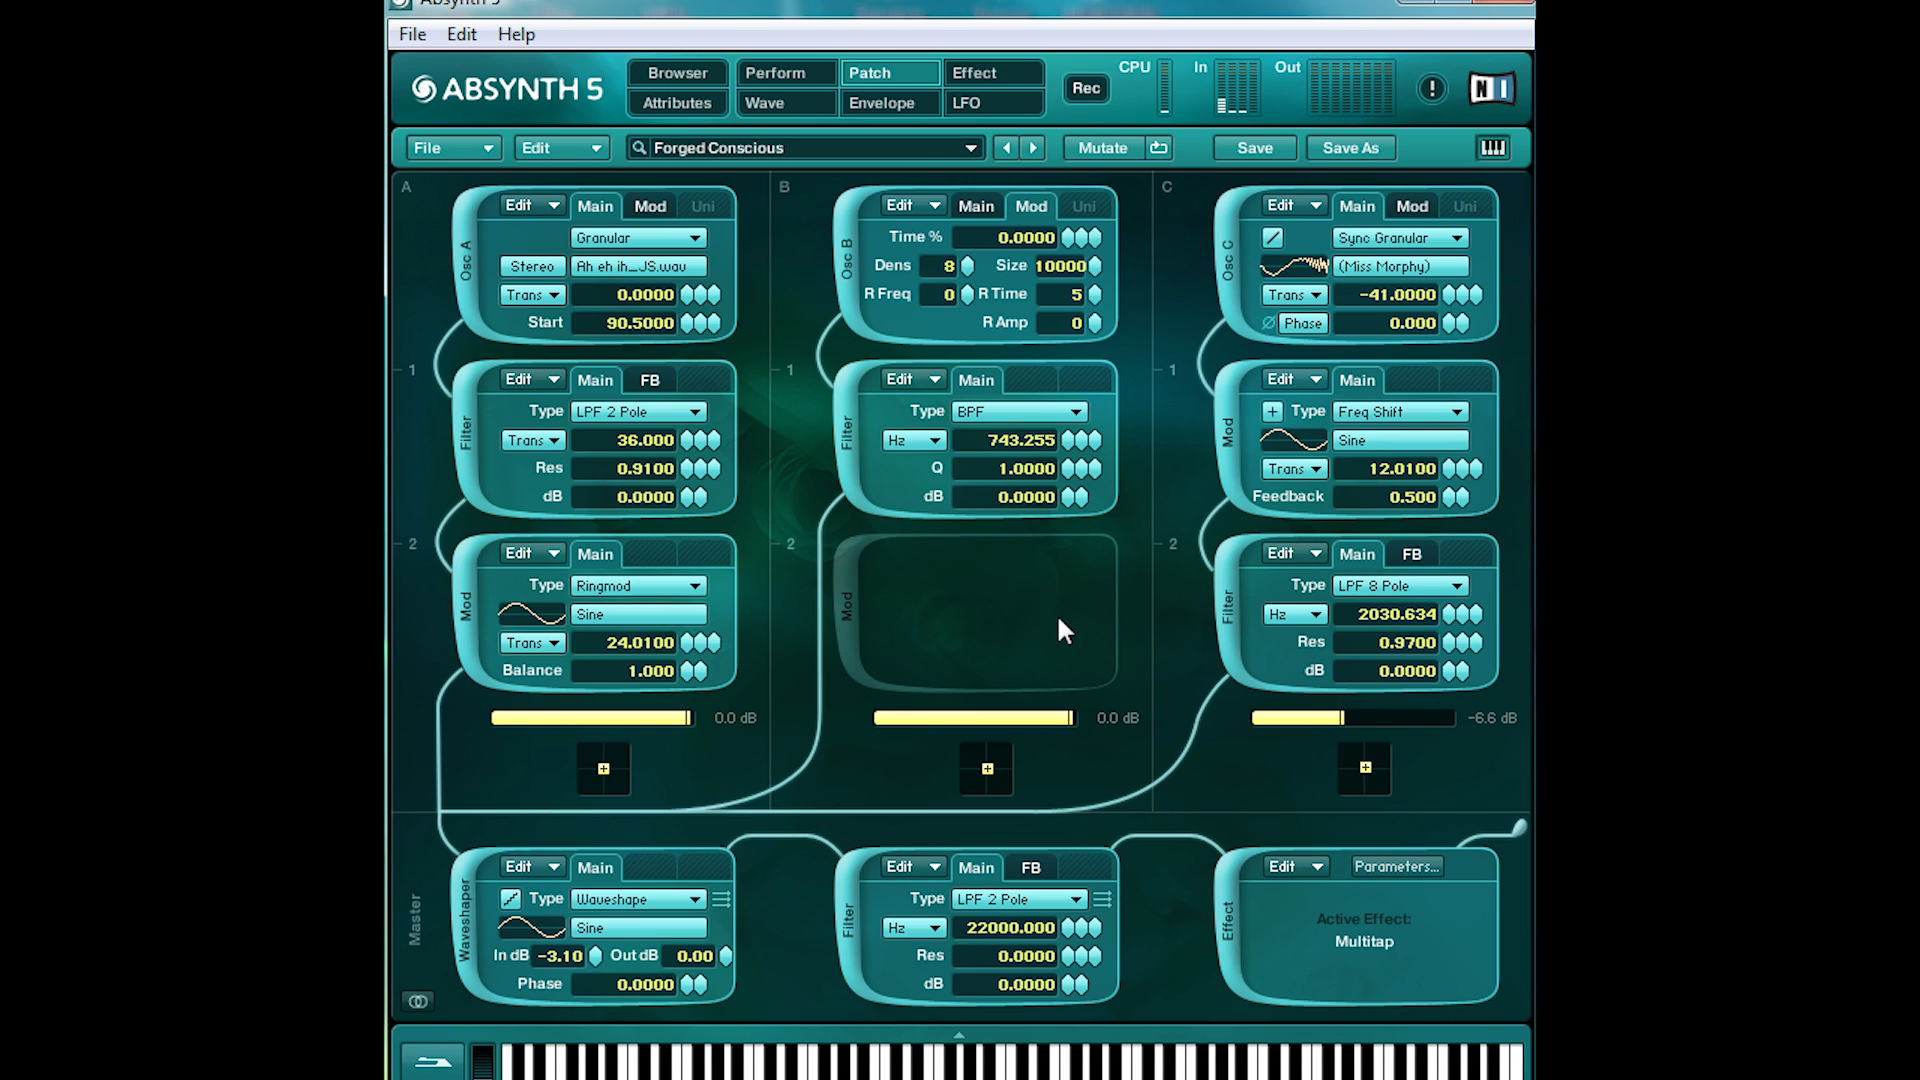 Absynth 5
File Edit Help
ABSYNTH 5
Browser Perform Patch Effect
Attributes Wave Envelope LFO
Rec CPU In Out ! N I
File Edit Forged Conscious Mutate Save Save As
A
Osc A
Edit Main Mod Uni
Granular
Stereo Ah eh ih_JS.wav
Trans 0.0000
Start 90.5000
B
Osc B
Edit Main Mod Uni
Time % 0.0000
Dens 8 Size 10000
R Freq 0 R Time 5
R Amp 0
C
Osc C
Edit Main Mod Uni
Sync Granular
(Miss Morphy)
Trans -41.0000
Ø Phase 0.000
1
Filter
Edit Main FB
Type LPF 2 Pole
Trans 36.000
Res 0.9100
dB 0.0000
1
Filter
Edit Main
Type BPF
Hz 743.255
Q 1.0000
dB 0.0000
1
Mod
Edit Main
+ Type Freq Shift
Sine
Trans 12.0100
Feedback 0.500
2
Mod
Edit Main
Type Ringmod
Sine
Trans 24.0100
Balance 1.000
2
Mod
2
Filter
Edit Main FB
Type LPF 8 Pole
Hz 2030.634
Res 0.9700
dB 0.0000
0.0 dB 0.0 dB -6.6 dB
Master
Waveshaper
Edit Main
Type Waveshape
Sine
In dB -3.10 Out dB 0.00
Phase 0.0000
Filter
Edit Main FB
Type LPF 2 Pole
Hz 22000.000
Res 0.0000
dB 0.0000
Effect
Edit Parameters...
Active Effect:
Multitap